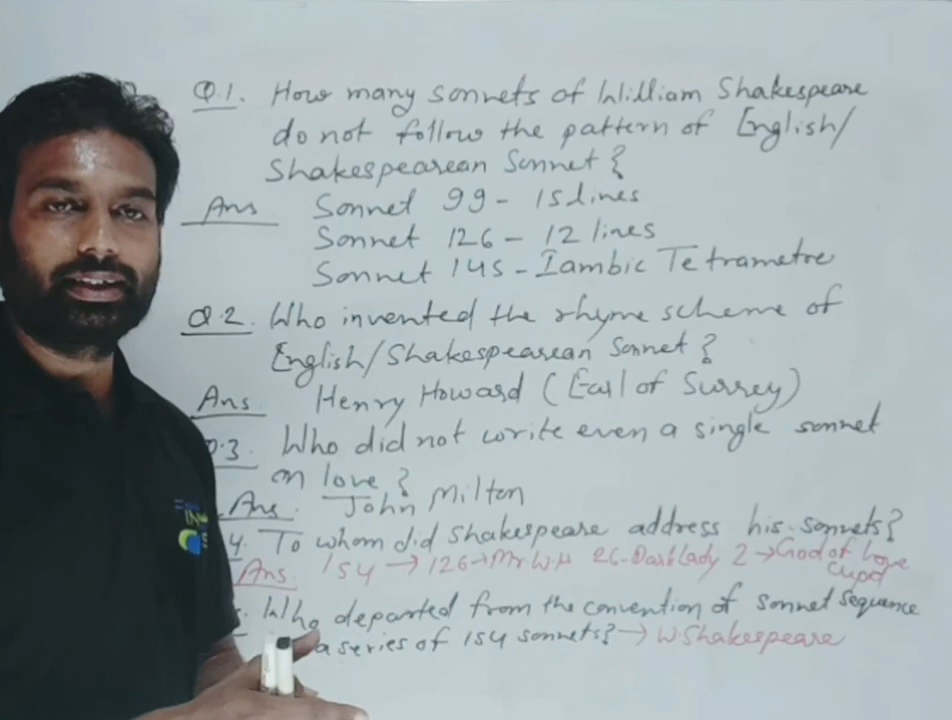 Q.1. How many sonnets of William Shakespeare
do not follow the pattern of English/
Shakespearean Sonnet?
Ans Sonnet 99 - 15 lines
Sonnet 126 - 12 lines
Sonnet 145 - Iambic Tetrametre
Q.2. Who invented the rhyme scheme of
English/Shakespearean Sonnet?
Ans. Henry Howard (Earl of Surrey)
Q.3. Who did not write even a single sonnet
on love?
Ans. John Milton
4. To whom did Shakespeare address his sonnets?
Ans. 154 → 126→Mr.W.H 26-Dark lady 2→God of Love
Cupid
Who departed from the convention of sonnet sequence
a series of 154 sonnets?→ W Shakespeare